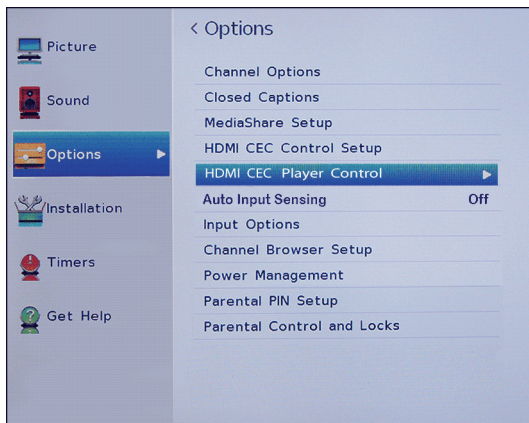 Picture
Sound
Options
Installation
Timers
Get Help
< Options
Channel Options
Closed Captions
MediaShare Setup
HDMI CEC Control Setup
HDMI CEC Player Control
Auto Input Sensing Off
Input Options
Channel Browser Setup
Power Management
Parental PIN Setup
Parental Control and Locks